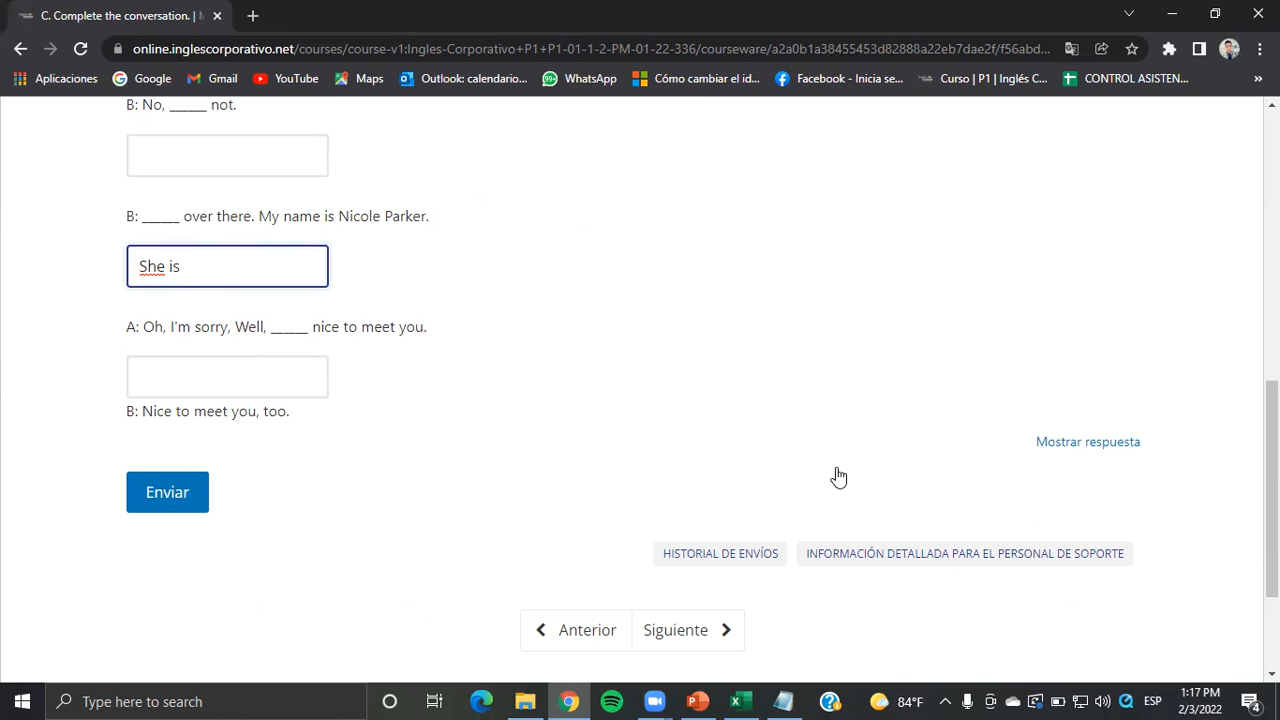 C. Complete the conversation. |
online.inglescorporativo.net/courses/course-v1:Ingles-Corporativo+P1+P1-01-1-2-PM-01-22-336/courseware/a2a0b1a38455453d82888a22eb7dae2f/f56abd...
Aplicaciones Google Gmail YouTube Maps Outlook: calendario... WhatsApp Cómo cambiar el id... Facebook - Inicia se... Curso | P1 | Inglés C... CONTROL ASISTEN... »
B: No, ______ not.
B: ______ over there. My name is Nicole Parker.
She is
A: Oh, I'm sorry, Well, ______ nice to meet you.
B: Nice to meet you, too.
Mostrar respuesta
Enviar
HISTORIAL DE ENVÍOS INFORMACIÓN DETALLADA PARA EL PERSONAL DE SOPORTE
Anterior Siguiente
Type here to search 84°F ESP 1:17 PM
2/3/2022 4